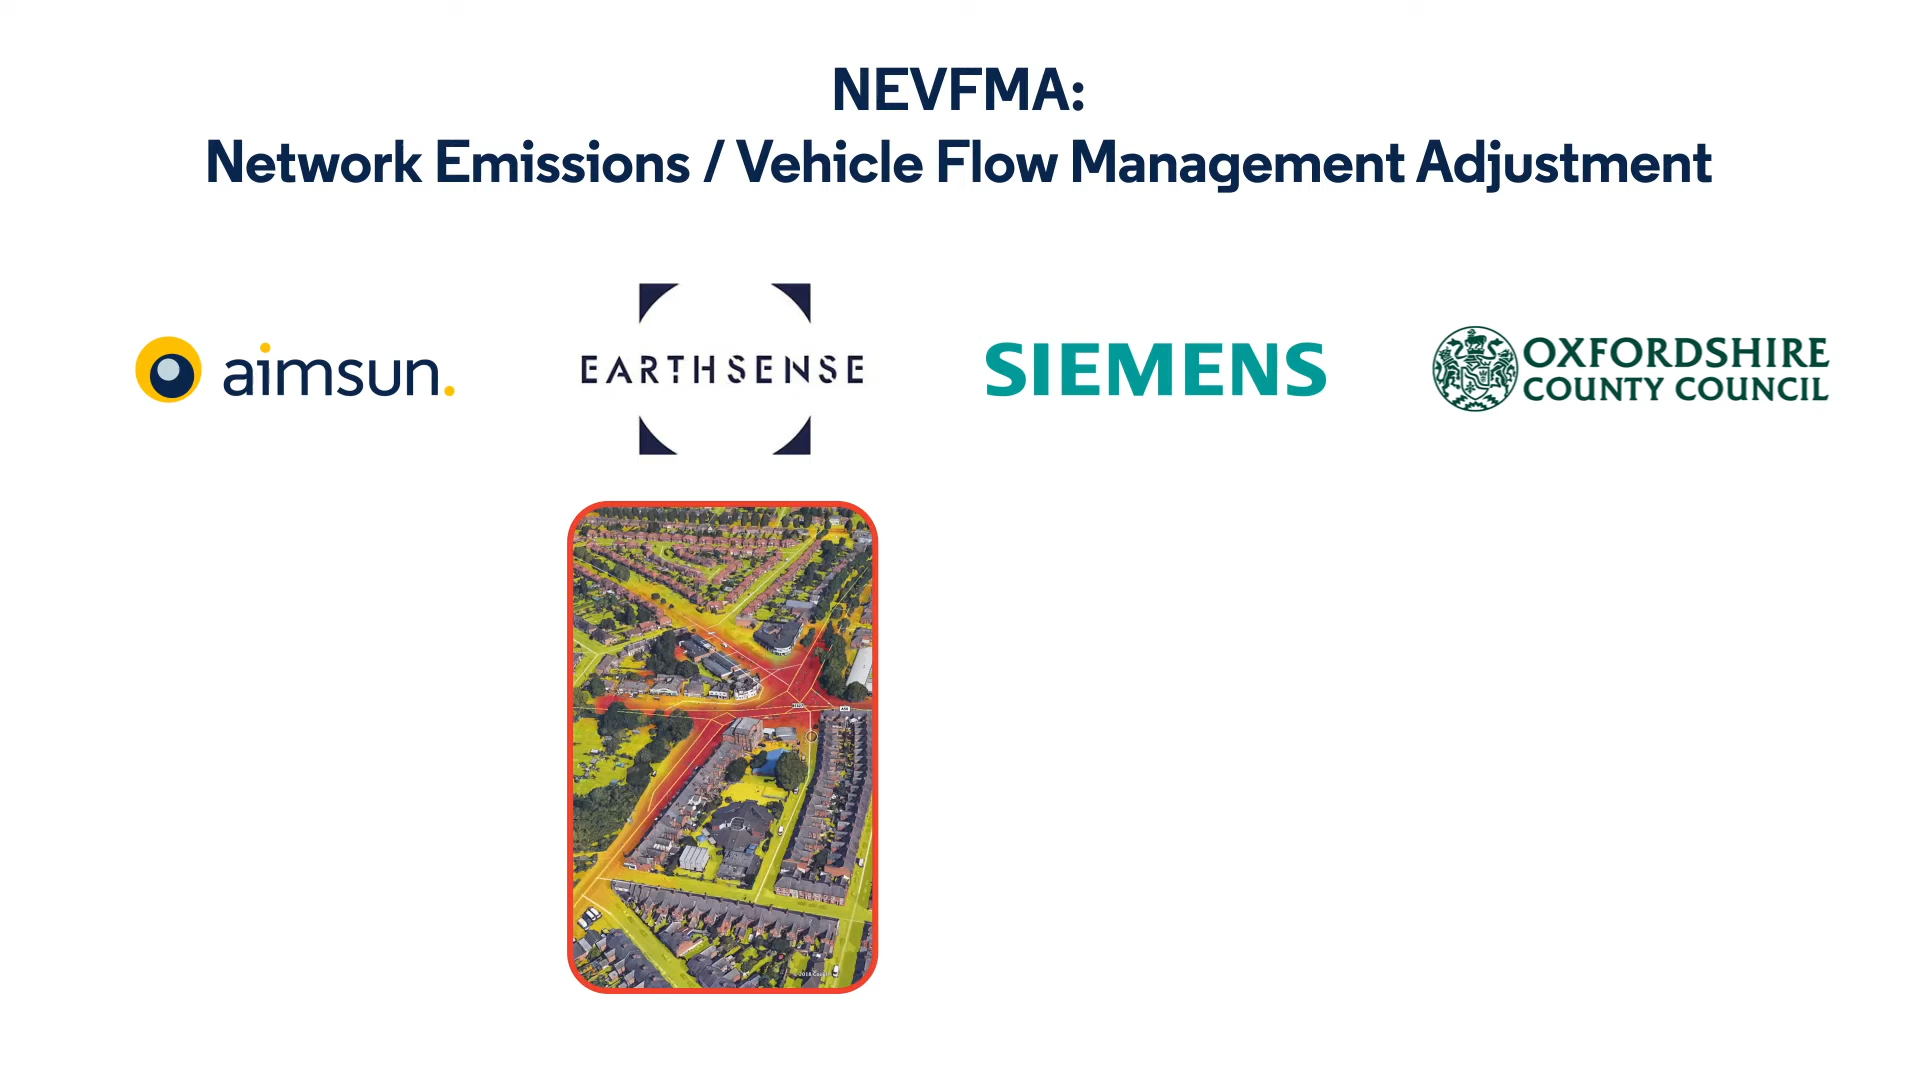 NEVFMA:
Network Emissions / Vehicle Flow Management Adjustment
aimsun.
EARTHSENSE
SIEMENS
OXFORDSHIRE
COUNTY COUNCIL